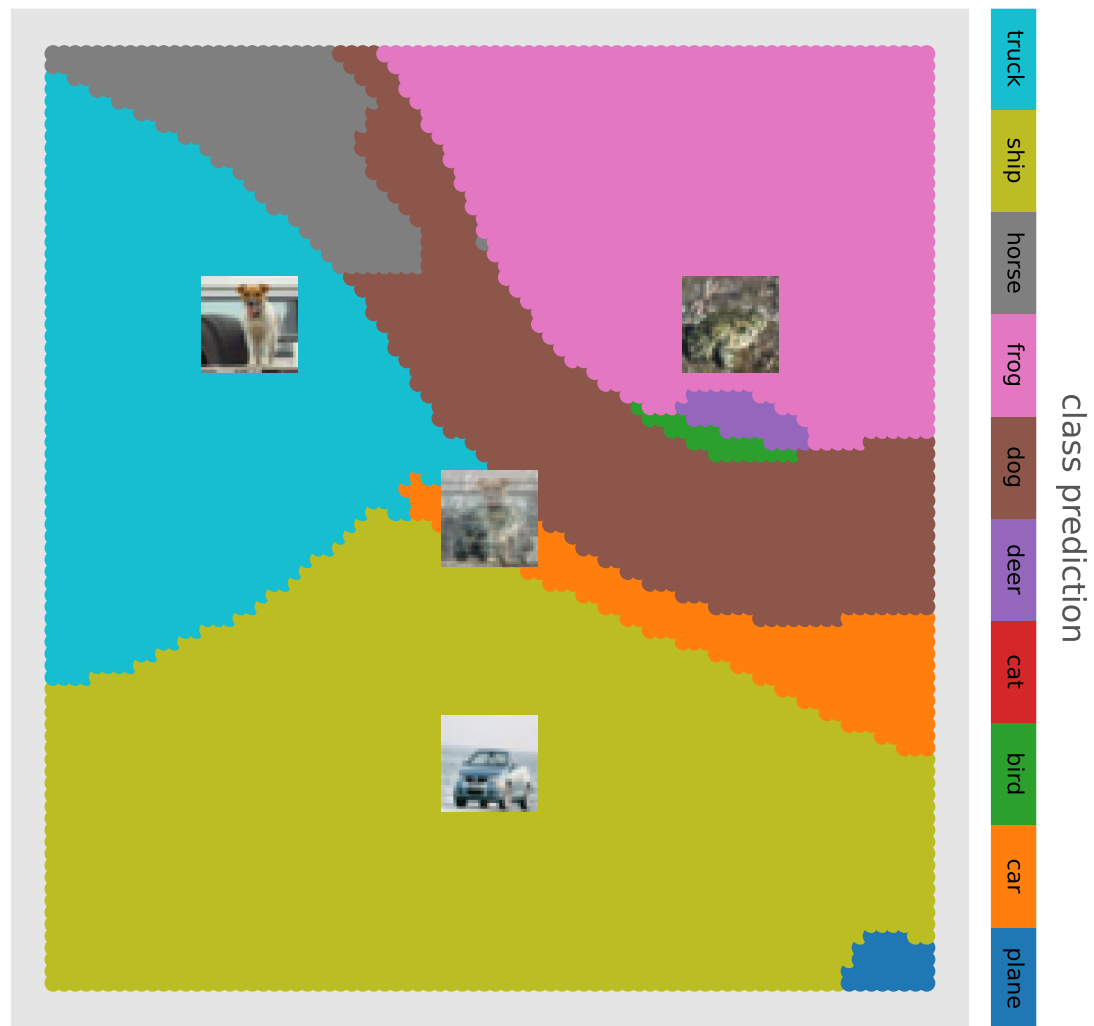 truck
ship
horse
frog
dog
deer
cat
bird
car
plane
class prediction